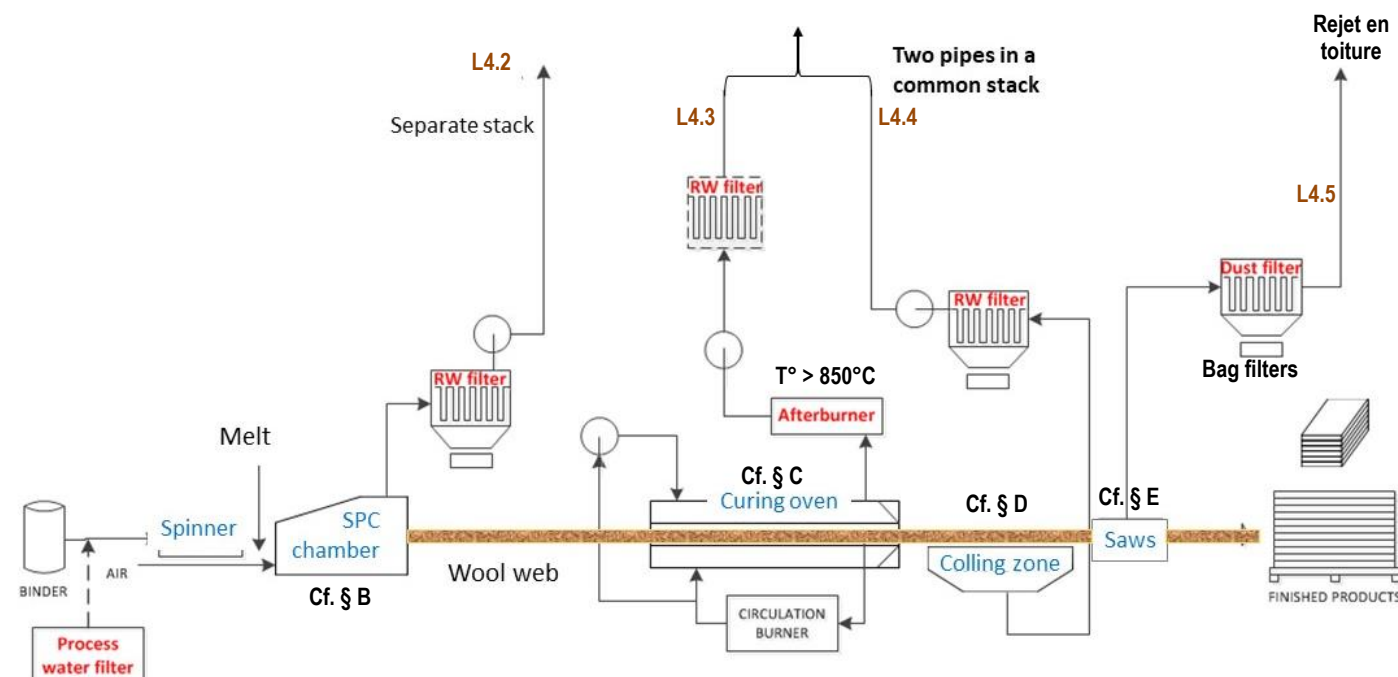 Rejet en
toiture
L4.2
Two pipes in a
common stack
Separate stack
L4.3
L4.4
RW filter
L4.5
Dust filter
RW filter
Bag filters
T° > 850°C
RW filter
Afterburner
Melt
Cf. § C
Curing oven
Cf. § D
Cf. § E
Spinner
SPC
chamber
Saws
Wool web
Colling zone
BINDER
AIR
Cf. § B
CIRCULATION
BURNER
FINISHED PRODUCTS
Process
water filter